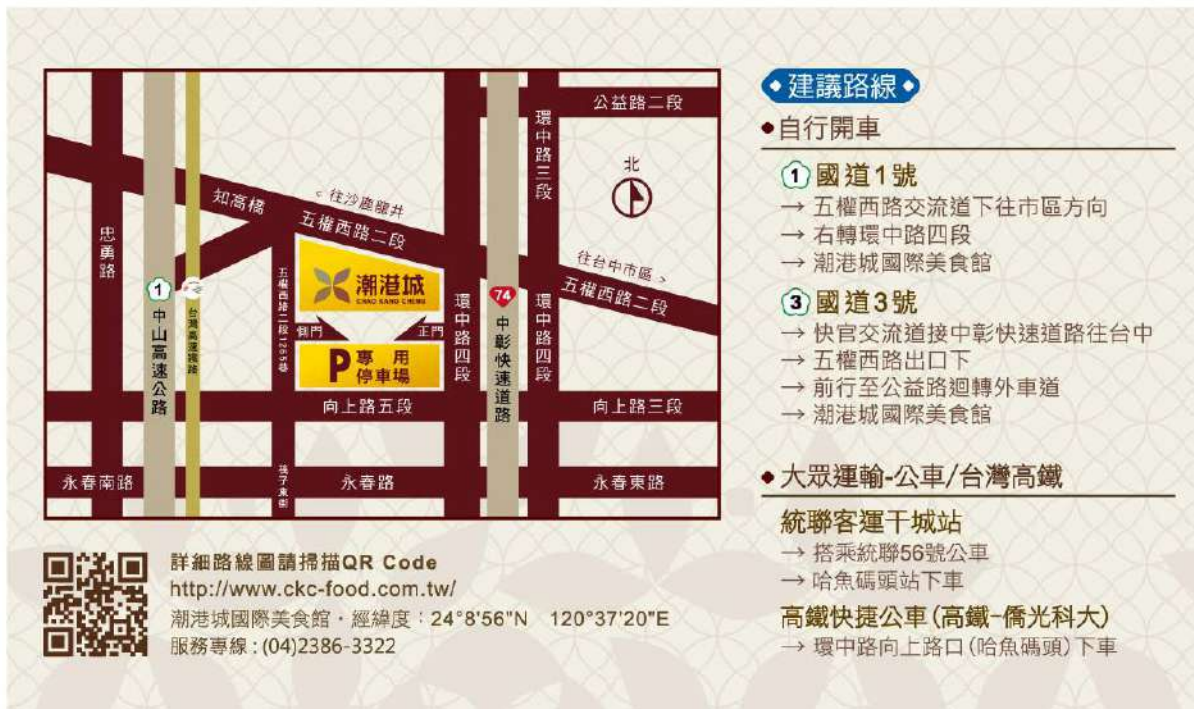 公益路二段
環中路三段
北
知高橋
< 往沙鹿龍井
五權西路二段
忠勇路
往台中市區 >
五權西路二段
潮港城
CHAO KANG CHENG
五權西路二段1265巷
1
中山高速公路
台灣高速鐵路
側門
正門
P 專用
停車場
環中路四段
74
中彰快速道路
環中路四段
向上路五段
向上路三段
永春南路
永春路
永春東路
建議路線
自行開車
1 國道1號
→ 五權西路交流道下往市區方向
→ 右轉環中路四段
→ 潮港城國際美食館
3 國道3號
→ 快官交流道接中彰快速道路往台中
→ 五權西路出口下
→ 前行至公益路迴轉外車道
→ 潮港城國際美食館
大眾運輸-公車/台灣高鐵
統聯客運干城站
→ 搭乘統聯56號公車
→ 哈魚碼頭站下車
高鐵快捷公車(高鐵-僑光科大)
→ 環中路向上路口(哈魚碼頭)下車
詳細路線圖請掃描QR Code
http://www.ckc-food.com.tw/
潮港城國際美食館・經緯度：24°8'56"N 120°37'20"E
服務專線：(04)2386-3322